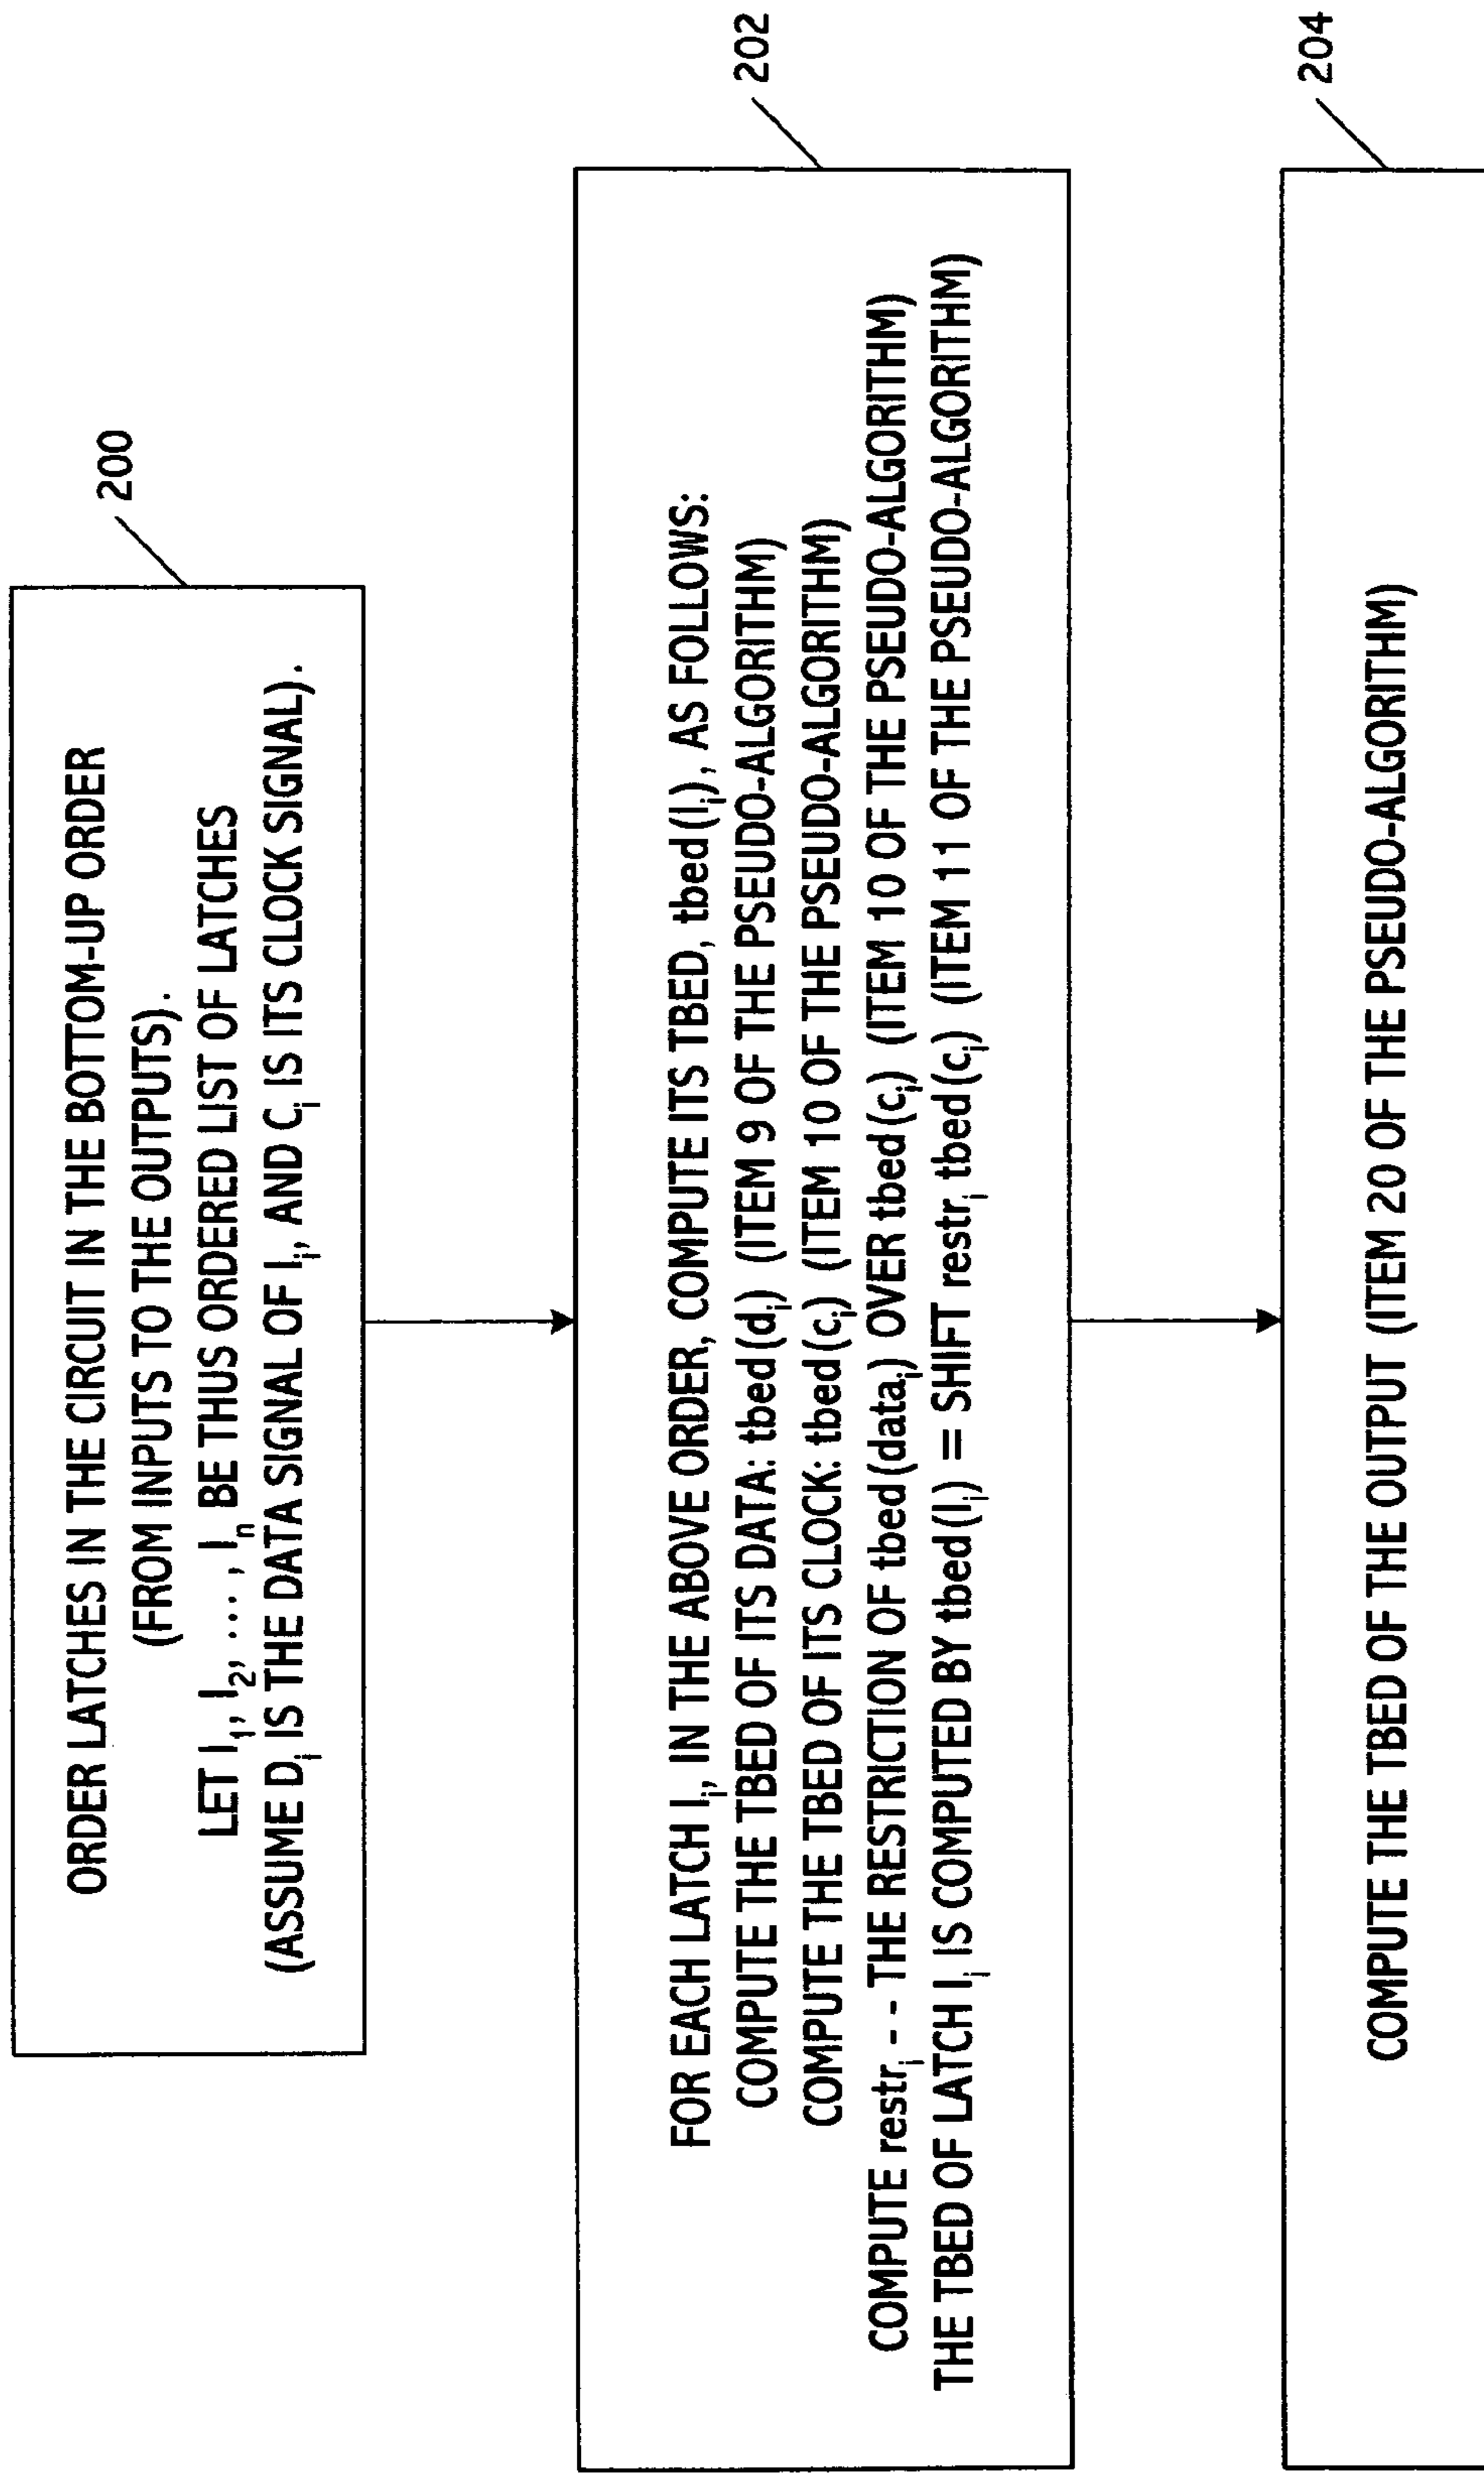 200
ORDER LATCHES IN THE CIRCUIT IN THE BOTTOM-UP ORDER
(FROM INPUTS TO THE OUTPUTS).
LET l₁, l₂, ..., lₙ BE THUS ORDERED LIST OF LATCHES
(ASSUME Dᵢ IS THE DATA SIGNAL OF lᵢ, AND Cᵢ IS ITS CLOCK SIGNAL).
202
FOR EACH LATCH lᵢ, IN THE ABOVE ORDER, COMPUTE ITS TBED, tbed(lᵢ), AS FOLLOWS:
COMPUTE THE TBED OF ITS DATA: tbed(dᵢ) (ITEM 9 OF THE PSEUDO-ALGORITHM)
COMPUTE THE TBED OF ITS CLOCK: tbed(cᵢ) (ITEM 10 OF THE PSEUDO-ALGORITHM)
COMPUTE restrᵢ - - THE RESTRICTION OF tbed(dataᵢ) OVER tbed(cᵢ) (ITEM 10 OF THE PSEUDO-ALGORITHM)
THE TBED OF LATCH lᵢ IS COMPUTED BY tbed(lᵢ) = SHIFT restrᵢ tbed(cᵢ) (ITEM 11 OF THE PSEUDO-ALGORITHM)
204
COMPUTE THE TBED OF THE OUTPUT (ITEM 20 OF THE PSEUDO-ALGORITHM)